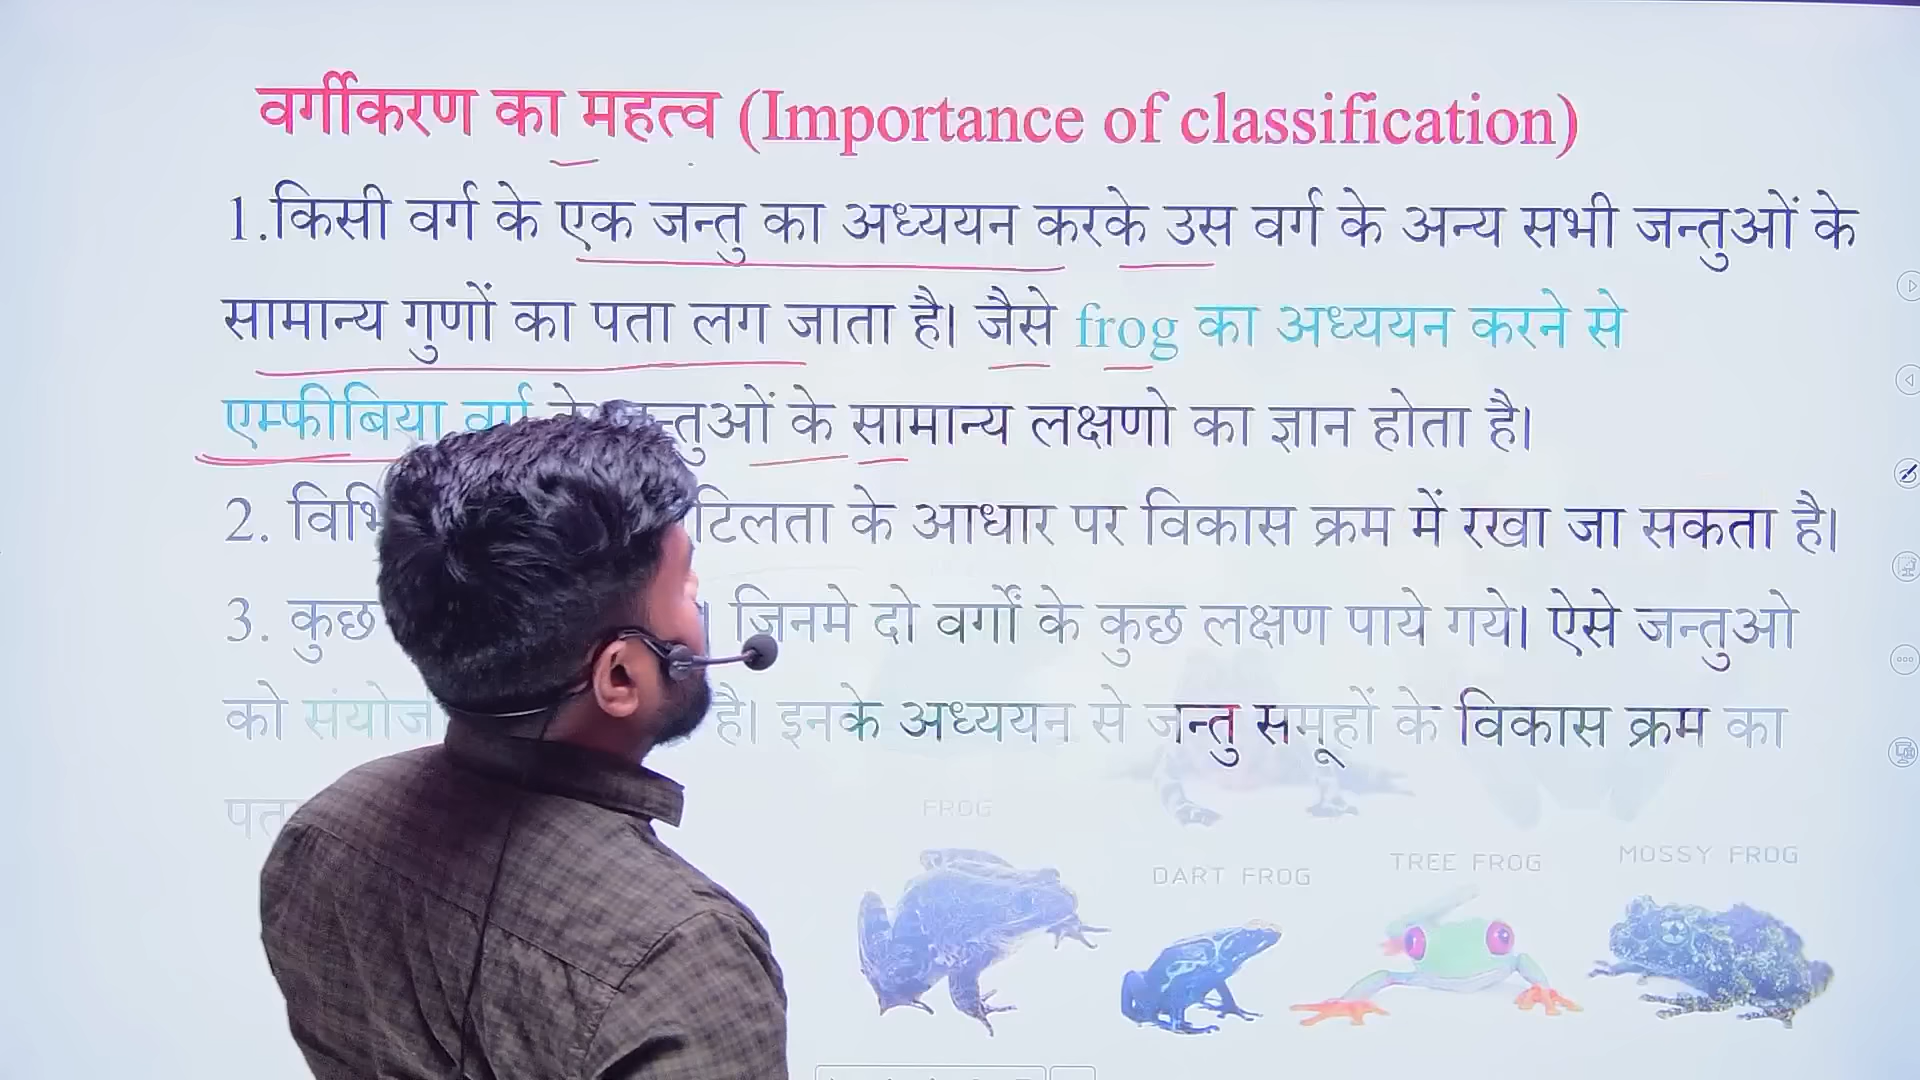 वर्गीकरण का महत्व (Importance of classification)
1.किसी वर्ग के एक जन्तु का अध्ययन करके उस वर्ग के अन्य सभी जन्तुओं के
सामान्य गुणों का पता लग जाता है। जैसे frog का अध्ययन करने से
एम्फीबिया वर्ग के जन्तुओं के सामान्य लक्षणो का ज्ञान होता है।
2. के आधार पर विकास क्रम में रखा जा सकता है।
3. कुछ जिनमे दो वर्गों के कुछ लक्षण पाये गये। ऐसे जन्तुओ
को है। इनके अध्ययन से जन्तु समूहों के विकास क्रम का
FROG
DART FROG
TREE FROG
MOSSY FROG